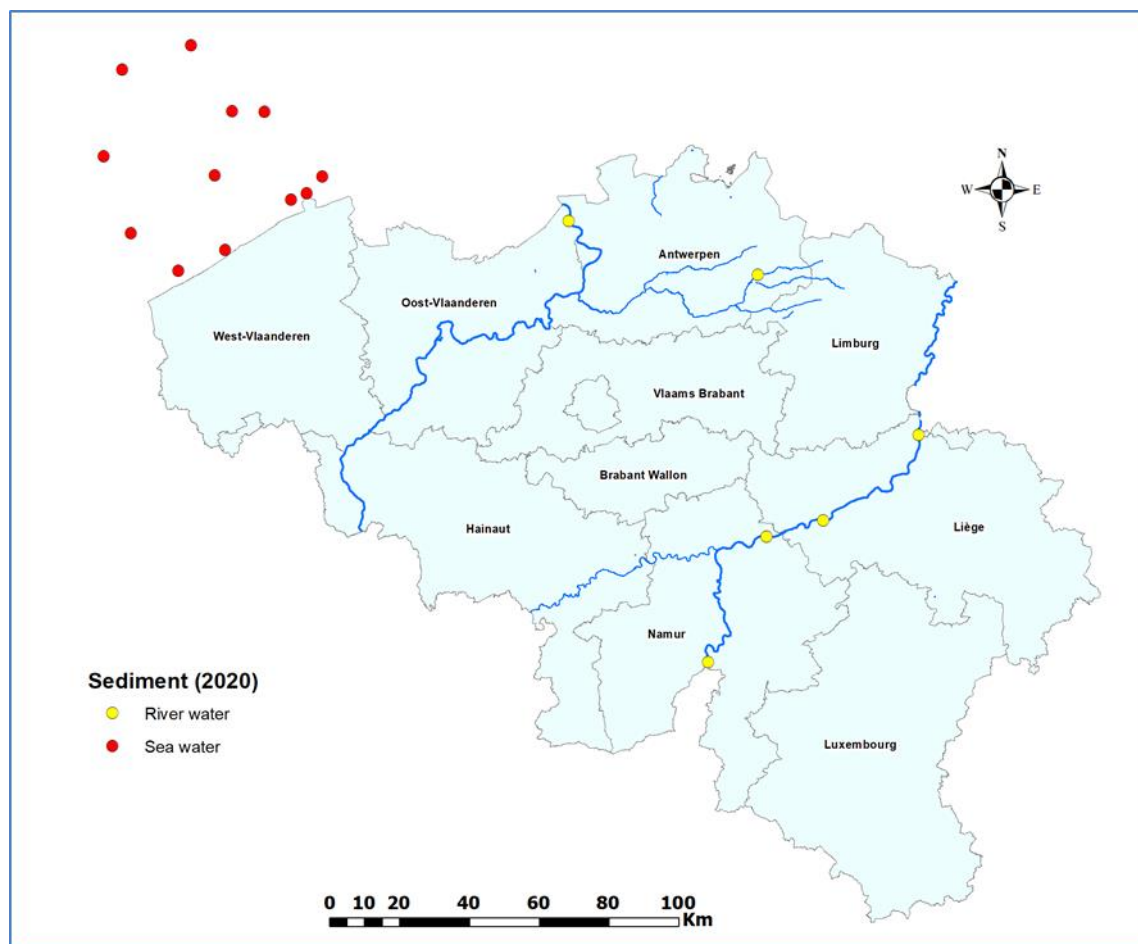 N
W E
S
Antwerpen
Oost-Vlaanderen
West-Vlaanderen
Limburg
Vlaams Brabant
Brabant Wallon
Hainaut
Liège
Namur
Sediment (2020)
River water
Sea water
Luxembourg
0 10 20 40 60 80 100
Km